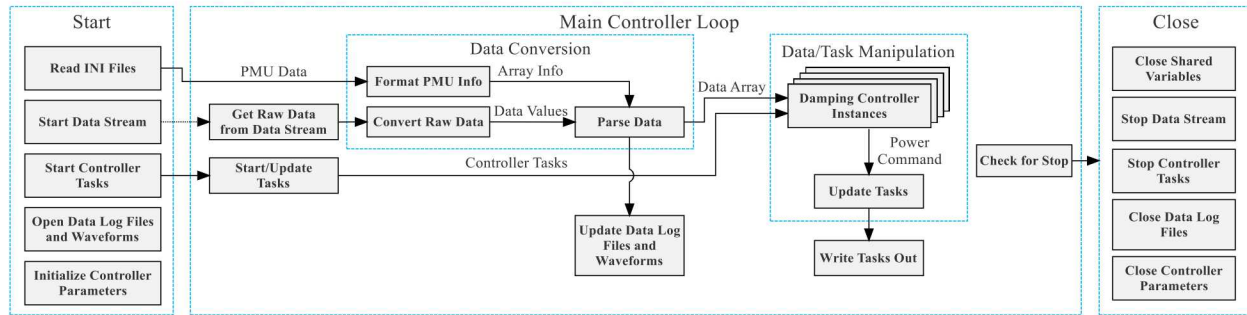 Start
Read INI Files
Start Data Stream
Start Controller
Tasks
Open Data Log Files
and Waveforms
Initialize Controller
Parameters
Main Controller Loop
PMU Data
Get Raw Data
from Data Stream
Start/Update
Tasks
Data Conversion
Format PMU Info
Array Info
Convert Raw Data
Data Values
Parse Data
Controller Tasks
Update Data Log
Files and
Waveforms
Data Array
Data/Task Manipulation
Damping Controller
Instances
Power
Command
Update Tasks
Write Tasks Out
Check for Stop
Close
Close Shared
Variables
Stop Data Stream
Stop Controller
Tasks
Close Data Log
Files
Close Controller
Parameters